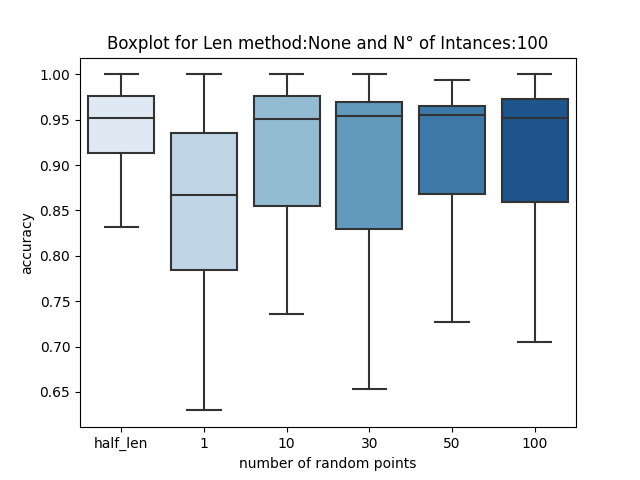 Boxplot for Len method:None and N° of Intances:100
1.00
0.95
0.90
0.85
0.80
0.75
0.70
0.65
accuracy
half_len 1 10 30 50 100
number of random points